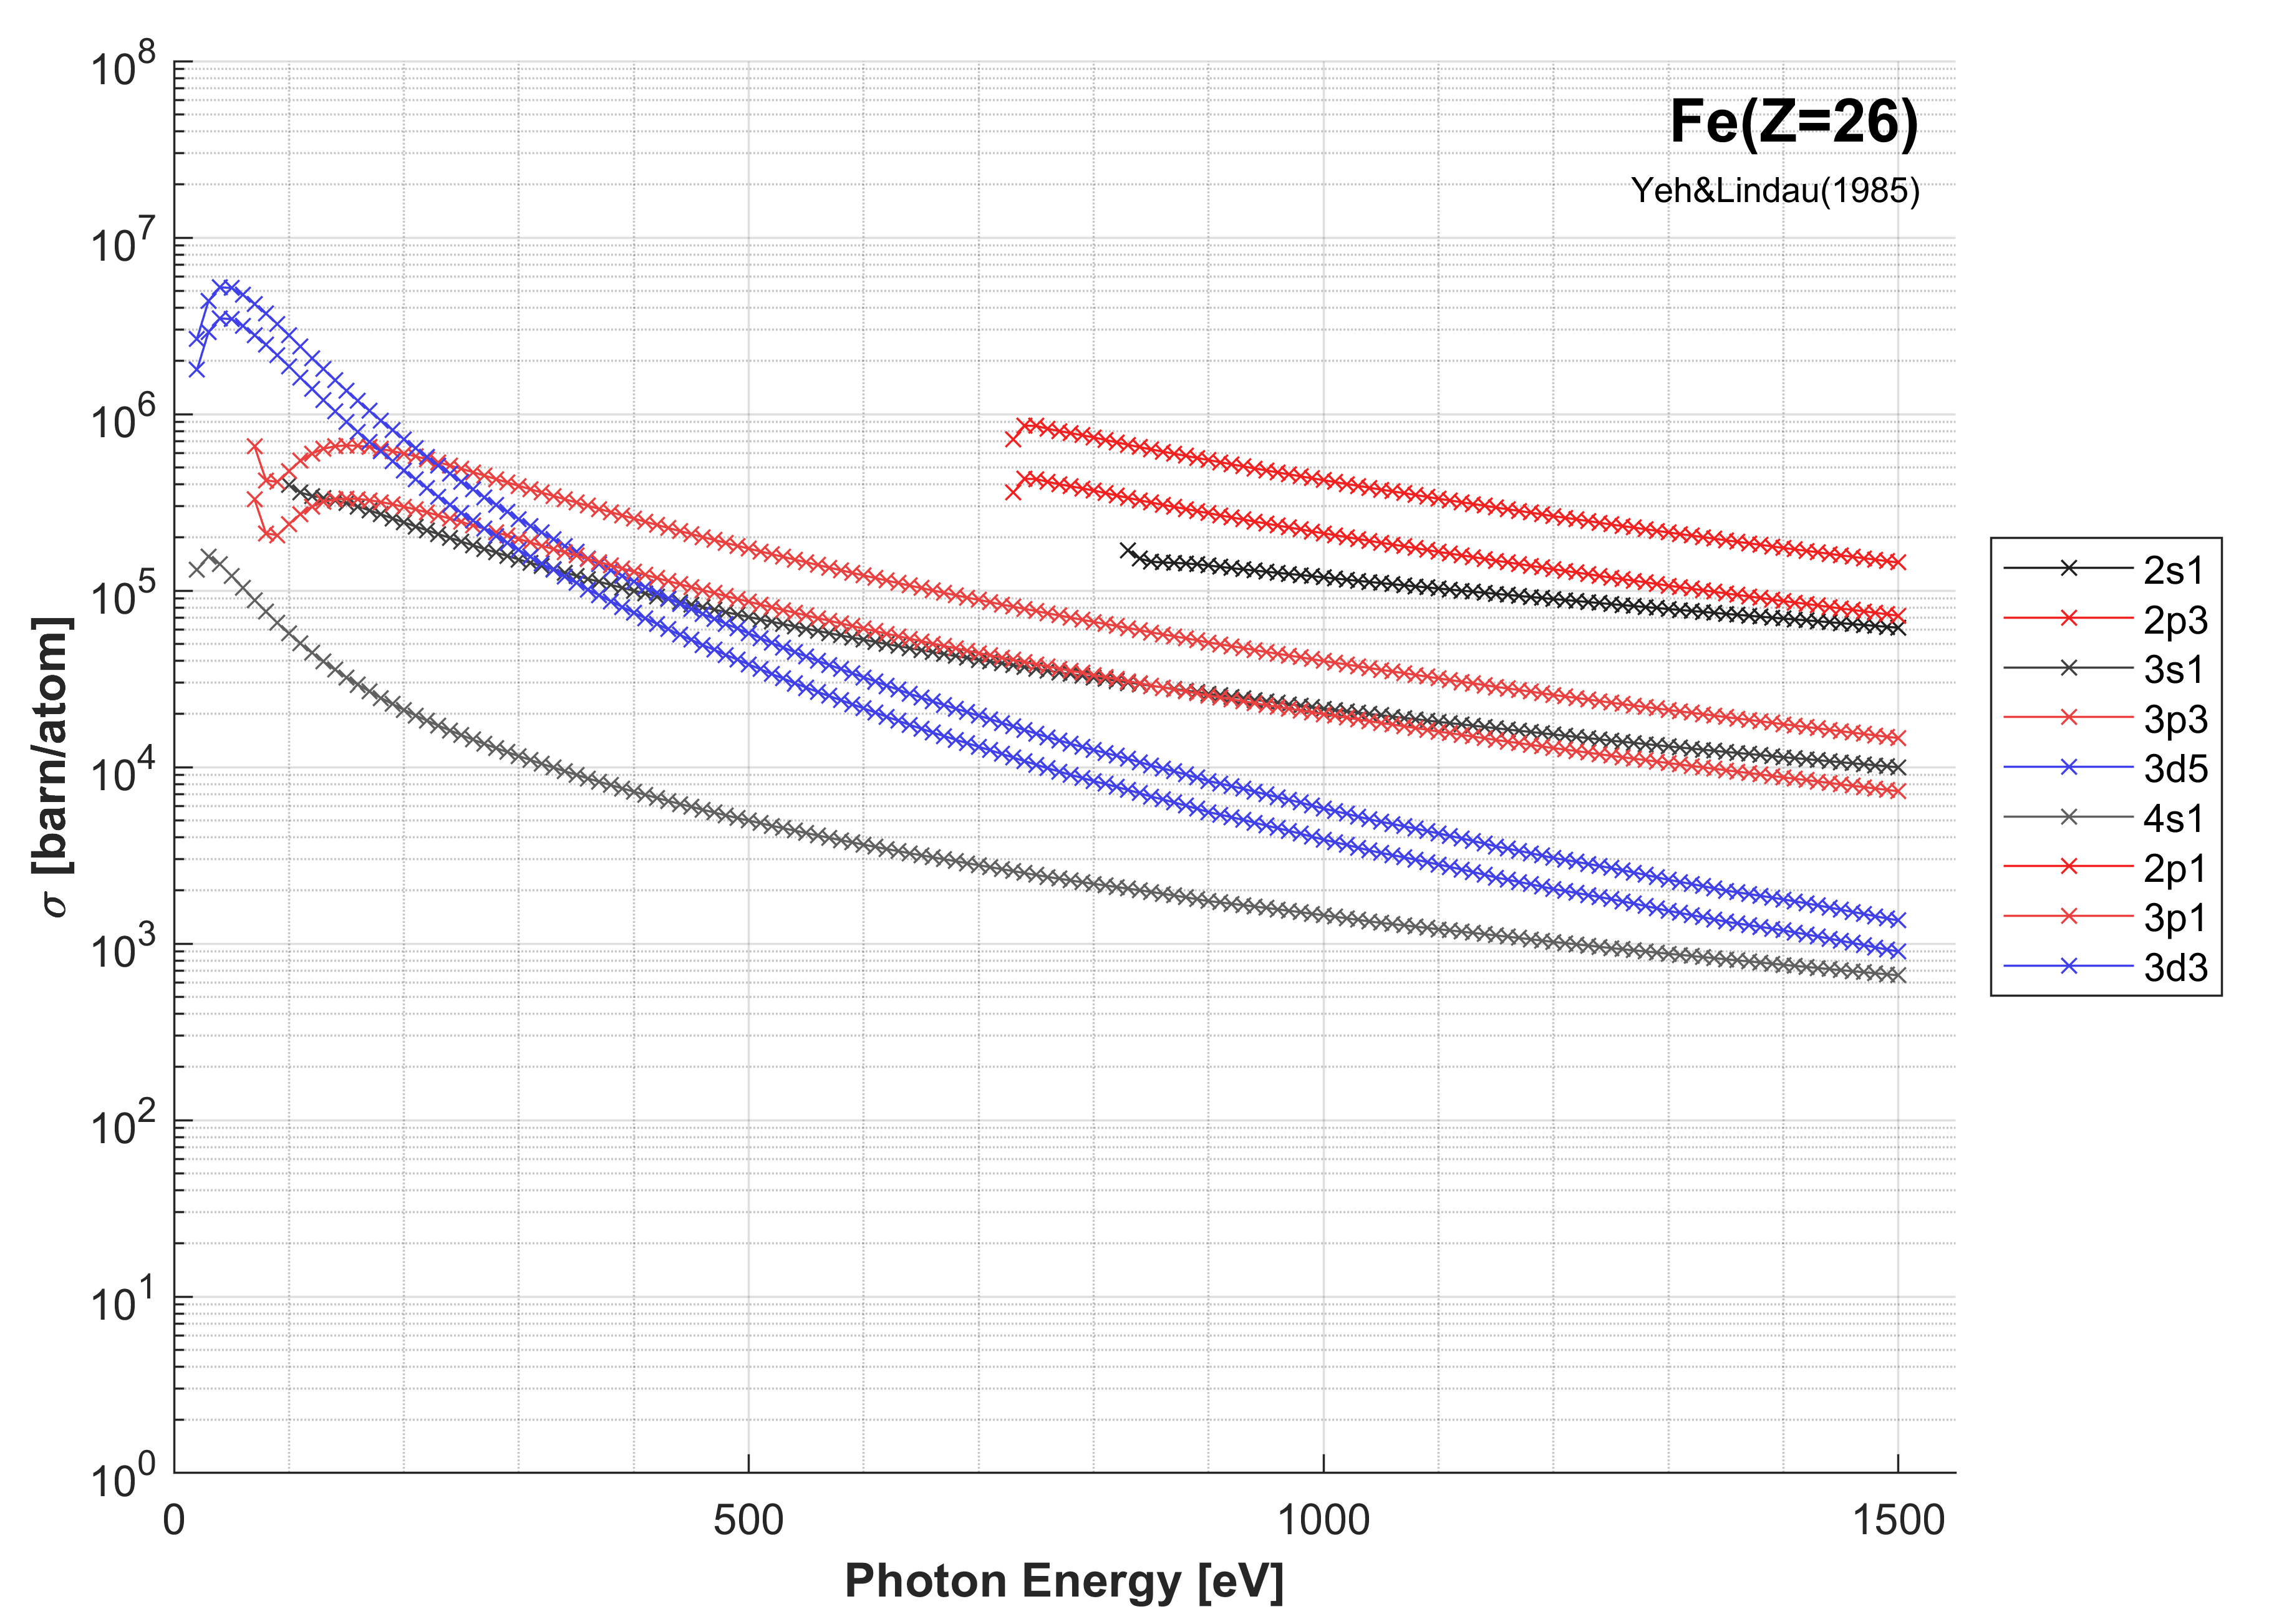 Fe(Z=26)
Yeh&Lindau(1985)
10^8
10^7
10^6
10^5
10^4
10^3
10^2
10^1
10^0
σ [barn/atom]
0
500
1000
1500
Photon Energy [eV]
2s1
2p3
3s1
3p3
3d5
4s1
2p1
3p1
3d3